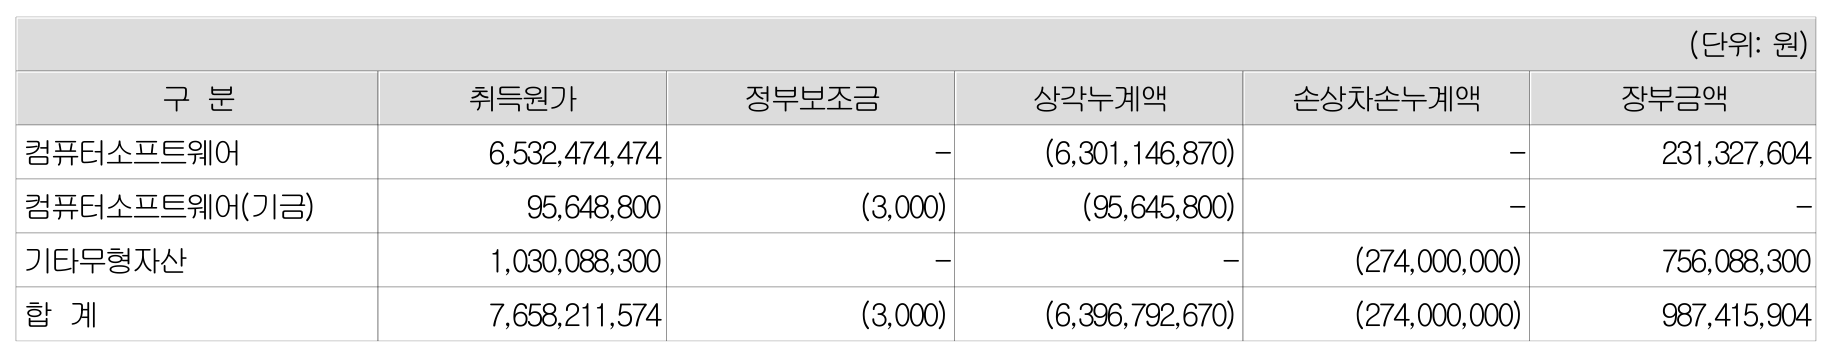 (단위: 원)
구 분 취득원가 정부보조금 상각누계액 손상차손누계액 장부금액
컴퓨터소프트웨어 6,532,474,474 - (6,301,146,870) - 231,327,604
컴퓨터소프트웨어(기금) 95,648,800 (3,000) (95,645,800) - -
기타무형자산 1,030,088,300 - - (274,000,000) 756,088,300
합 계 7,658,211,574 (3,000) (6,396,792,670) (274,000,000) 987,415,904